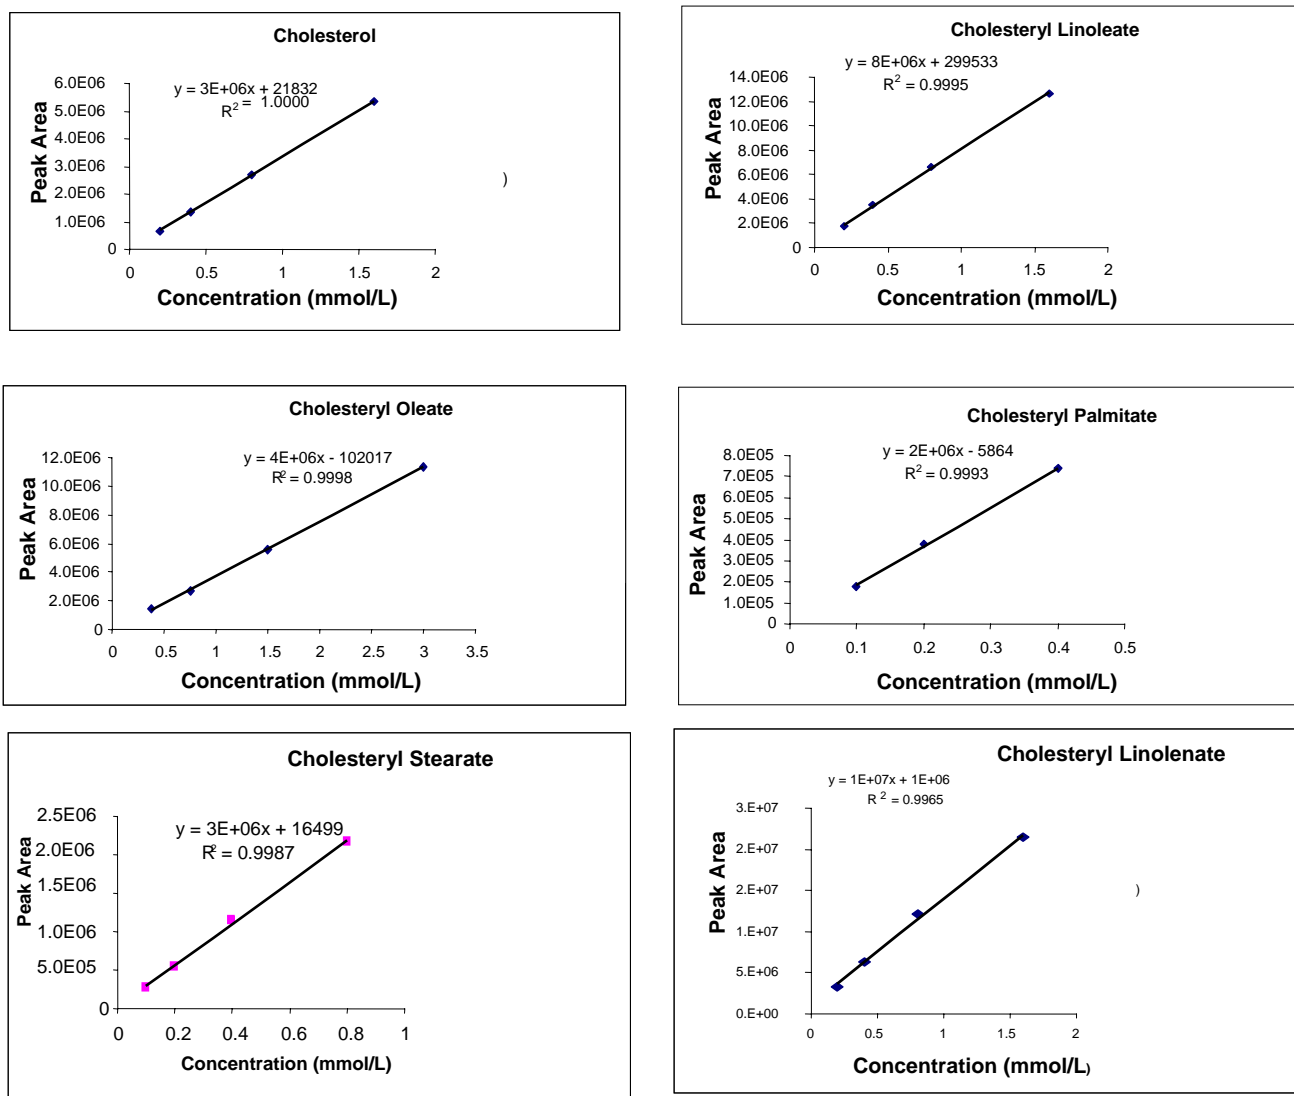 Cholesterol
y = 3E+06x + 21832
R2 = 1.0000
6.0E06
5.0E06
4.0E06
3.0E06
2.0E06
1.0E06
0
0 0.5 1 1.5 2
Peak Area
Concentration (mmol/L)
)
Cholesteryl Linoleate
y = 8E+06x + 299533
R2 = 0.9995
14.0E06
12.0E06
10.0E06
8.0E06
6.0E06
4.0E06
2.0E06
0
0 0.5 1 1.5 2
Peak Area
Concentration (mmol/L)
Cholesteryl Oleate
y = 4E+06x - 102017
R2 = 0.9998
12.0E06
10.0E06
8.0E06
6.0E06
4.0E06
2.0E06
0
0 0.5 1 1.5 2 2.5 3 3.5
Peak Area
Concentration (mmol/L)
Cholesteryl Palmitate
y = 2E+06x - 5864
R2 = 0.9993
8.0E05
7.0E05
6.0E05
5.0E05
4.0E05
3.0E05
2.0E05
1.0E05
0
0 0.1 0.2 0.3 0.4 0.5
Peak Area
Concentration (mmol/L)
Cholesteryl Stearate
y = 3E+06x + 16499
R2 = 0.9987
2.5E06
2.0E06
1.5E06
1.0E06
5.0E05
0
0 0.2 0.4 0.6 0.8 1
Peak Area
Concentration (mmol/L)
Cholesteryl Linolenate
y = 1E+07x + 1E+06
R 2 = 0.9965
3.E+07
2.E+07
2.E+07
1.E+07
5.E+06
0.E+00
0 0.5 1 1.5 2
Peak Area
Concentration (mmol/L)
)